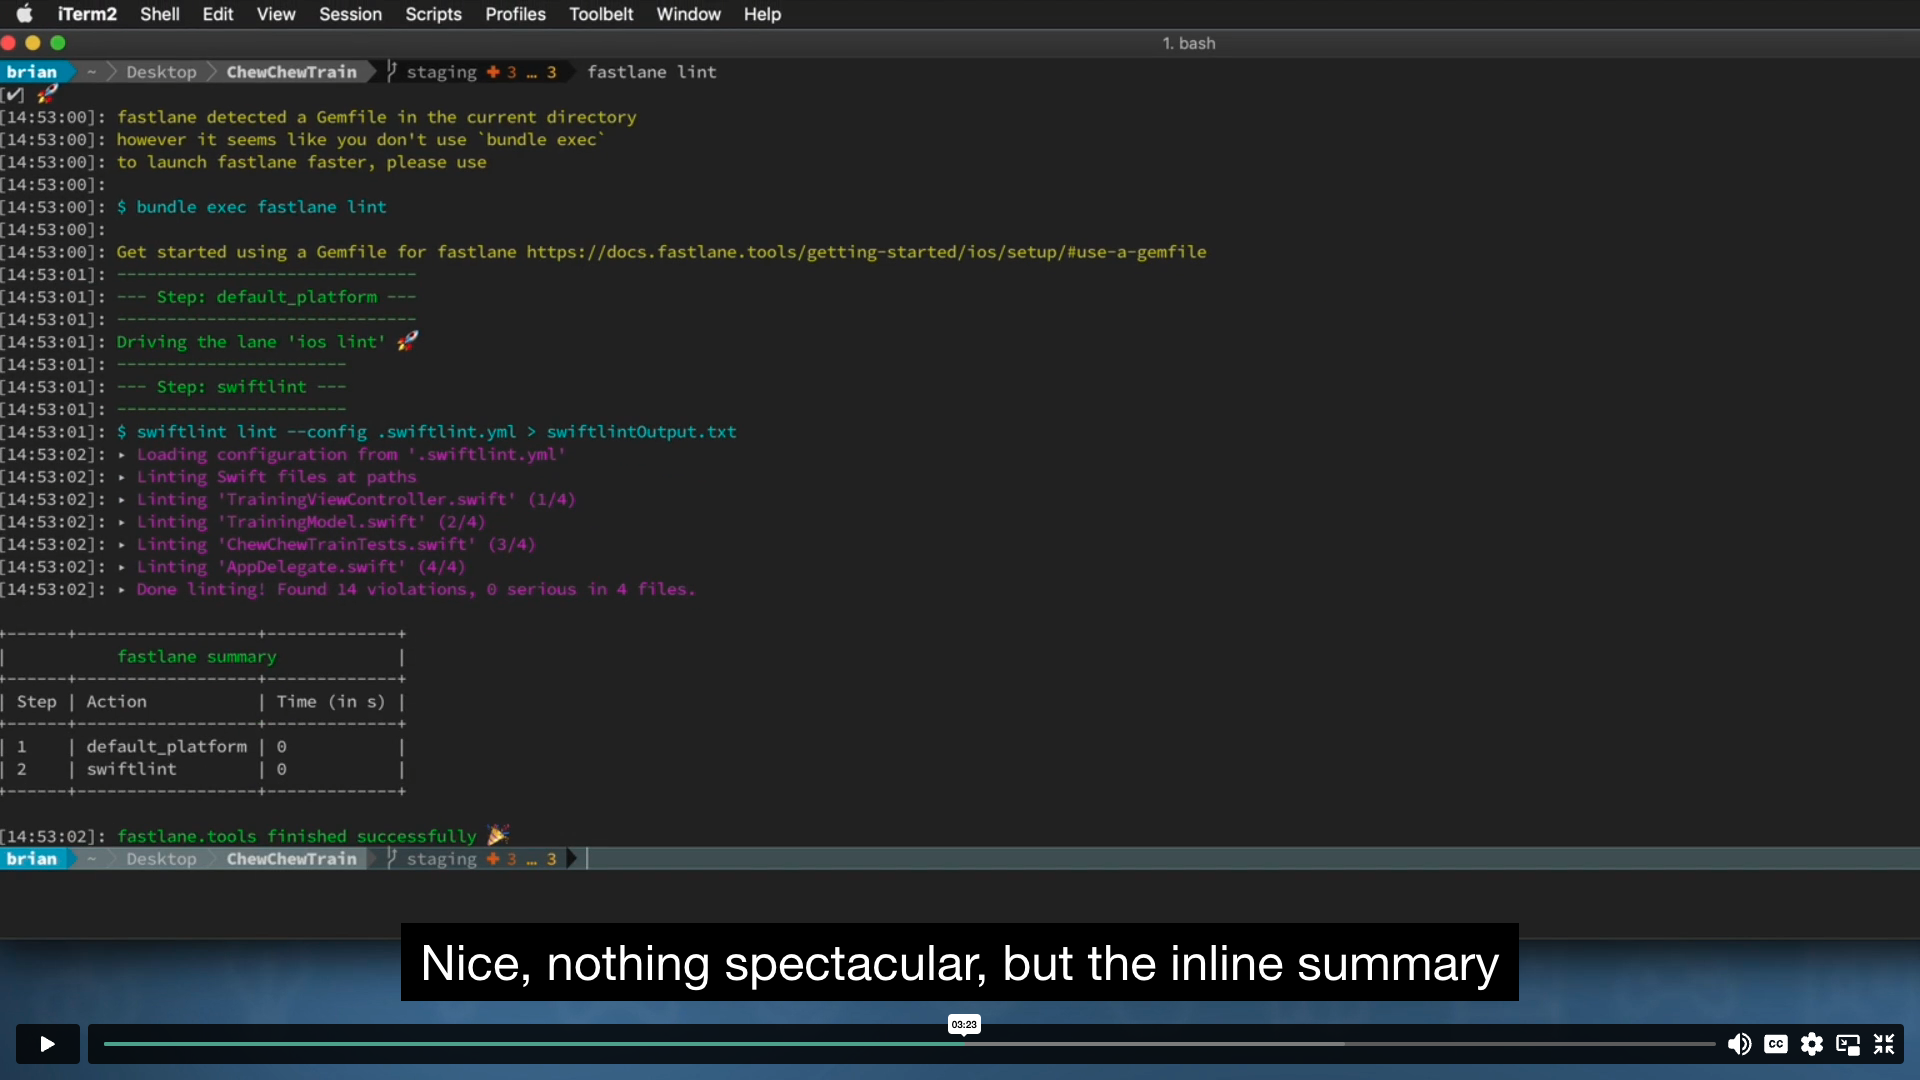 iTerm2 Shell Edit View Session Scripts Profiles Toolbelt Window Help
1. bash
brian ~ Desktop ChewChewTrain staging + 3 … 3 fastlane lint
[✔] 🚀
[14:53:00]: fastlane detected a Gemfile in the current directory
[14:53:00]: however it seems like you don't use `bundle exec`
[14:53:00]: to launch fastlane faster, please use
[14:53:00]:
[14:53:00]: $ bundle exec fastlane lint
[14:53:00]:
[14:53:00]: Get started using a Gemfile for fastlane https://docs.fastlane.tools/getting-started/ios/setup/#use-a-gemfile
[14:53:01]: ------------------------------
[14:53:01]: --- Step: default_platform ---
[14:53:01]: ------------------------------
[14:53:01]: Driving the lane 'ios lint' 🚀
[14:53:01]: -----------------------
[14:53:01]: --- Step: swiftlint ---
[14:53:01]: -----------------------
[14:53:01]: $ swiftlint lint --config .swiftlint.yml > swiftlintOutput.txt
[14:53:02]: ▸ Loading configuration from '.swiftlint.yml'
[14:53:02]: ▸ Linting Swift files at paths
[14:53:02]: ▸ Linting 'TrainingViewController.swift' (1/4)
[14:53:02]: ▸ Linting 'TrainingModel.swift' (2/4)
[14:53:02]: ▸ Linting 'ChewChewTrainTests.swift' (3/4)
[14:53:02]: ▸ Linting 'AppDelegate.swift' (4/4)
[14:53:02]: ▸ Done linting! Found 14 violations, 0 serious in 4 files.
+------+------------------+-------------+
| fastlane summary |
+------+------------------+-------------+
| Step | Action | Time (in s) |
+------+------------------+-------------+
| 1 | default_platform | 0 |
| 2 | swiftlint | 0 |
+------+------------------+-------------+
[14:53:02]: fastlane.tools finished successfully 🎉
brian ~ Desktop ChewChewTrain staging + 3 … 3
Nice, nothing spectacular, but the inline summary
03:23
CC